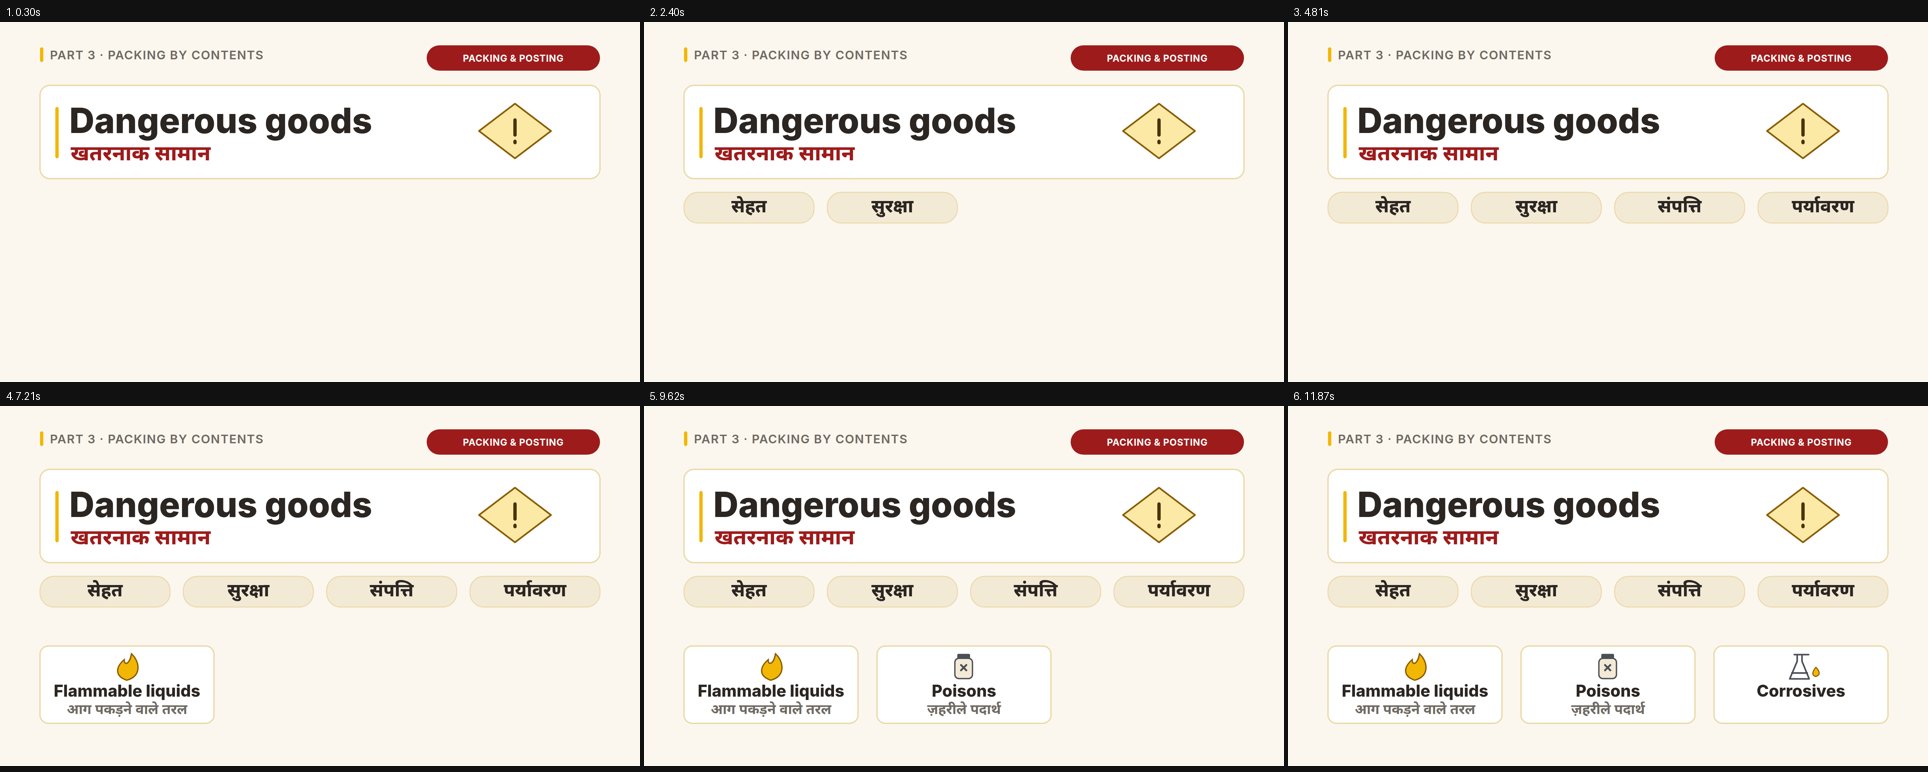 1. 0.30s
PART 3 · PACKING BY CONTENTS
PACKING & POSTING
Dangerous goods
!
खतरनाक सामान
2. 2.40s
PART 3 · PACKING BY CONTENTS
PACKING & POSTING
Dangerous goods
!
खतरनाक सामान
सेहत सुरक्षा
3. 4.81s
PART 3 · PACKING BY CONTENTS
PACKING & POSTING
Dangerous goods
!
खतरनाक सामान
सेहत सुरक्षा संपत्ति पर्यावरण
4. 7.21s
PART 3 · PACKING BY CONTENTS
PACKING & POSTING
Dangerous goods
!
खतरनाक सामान
सेहत सुरक्षा संपत्ति पर्यावरण
Flammable liquids
आग पकड़ने वाले तरल
5. 9.62s
PART 3 · PACKING BY CONTENTS
PACKING & POSTING
Dangerous goods
!
खतरनाक सामान
सेहत सुरक्षा संपत्ति पर्यावरण
Flammable liquids
आग पकड़ने वाले तरल
Poisons
ज़हरीले पदार्थ
6. 11.87s
PART 3 · PACKING BY CONTENTS
PACKING & POSTING
Dangerous goods
!
खतरनाक सामान
सेहत सुरक्षा संपत्ति पर्यावरण
Flammable liquids
आग पकड़ने वाले तरल
Poisons
ज़हरीले पदार्थ
Corrosives